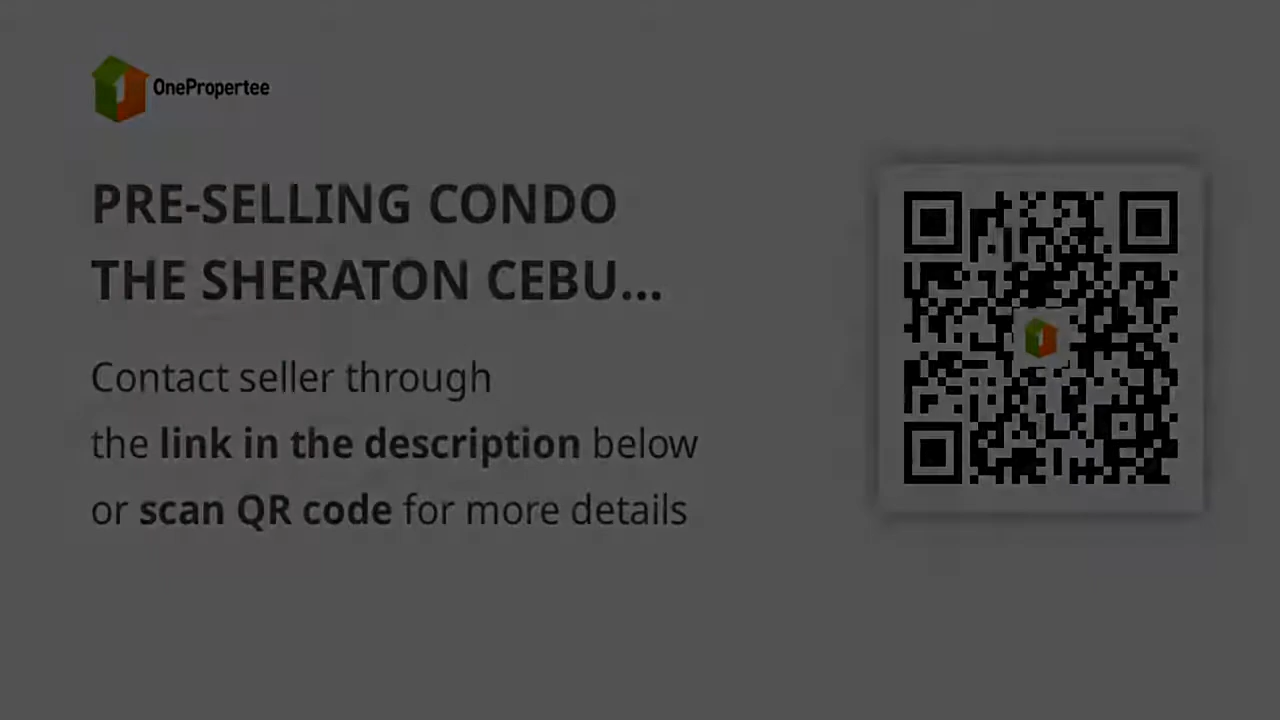 OnePropertee
PRE-SELLING CONDO
THE SHERATON CEBU...
Contact seller through
the link in the description below
or scan QR code for more details